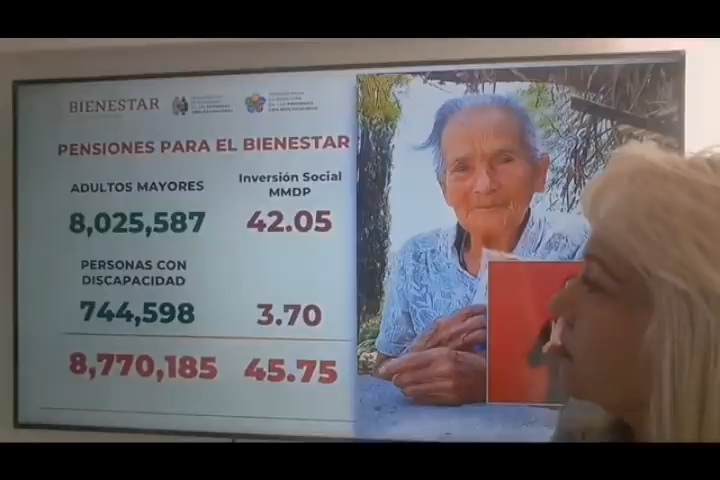 BIENESTAR
PENSIONES PARA EL BIENESTAR
ADULTOS MAYORES
Inversión Social
MMDP
8,025,587
42.05
PERSONAS CON
DISCAPACIDAD
744,598
3.70
8,770,185
45.75